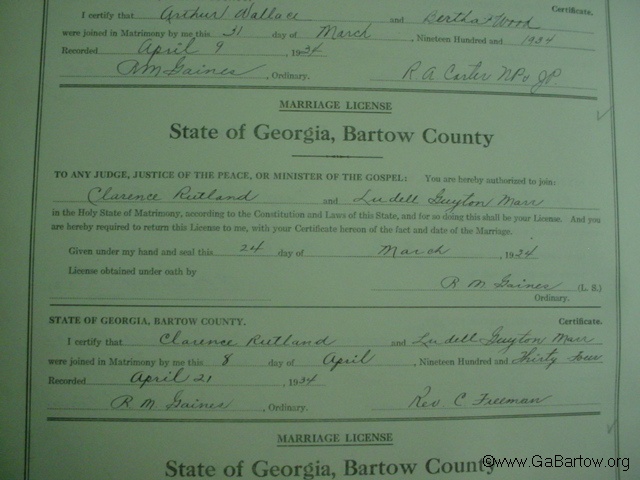 Certificate.
I certify that Arthur Wallace and Bertha Wood
were joined in Matrimony by me this 31 day of March, Nineteen Hundred and 1934
Recorded April 9, 1934
R M Gaines, Ordinary. R. A. Carter NP & JP.
MARRIAGE LICENSE
State of Georgia, Bartow County
TO ANY JUDGE, JUSTICE OF THE PEACE, OR MINISTER OF THE GOSPEL: You are hereby authorized to join:
Clarence Rutland and Ludell Guyton Marr
in the Holy State of Matrimony, according to the Constitution and Laws of this State, and for so doing this shall be your License. And you
are hereby required to return this License to me, with your Certificate hereon of the fact and date of the Marriage.
Given under my hand and seal this 24 day of March, 1934
License obtained under oath by
R. M. Gaines (L. S.)
Ordinary.
STATE OF GEORGIA, BARTOW COUNTY. Certificate.
I certify that Clarence Rutland and Ludell Guyton Marr
were joined in Matrimony by me this 8 day of April, Nineteen Hundred and Thirty Four
Recorded April 21, 1934
R. M. Gaines, Ordinary. Rev C. Freeman
MARRIAGE LICENSE
State of Georgia, Bartow County
©www.GaBartow.org